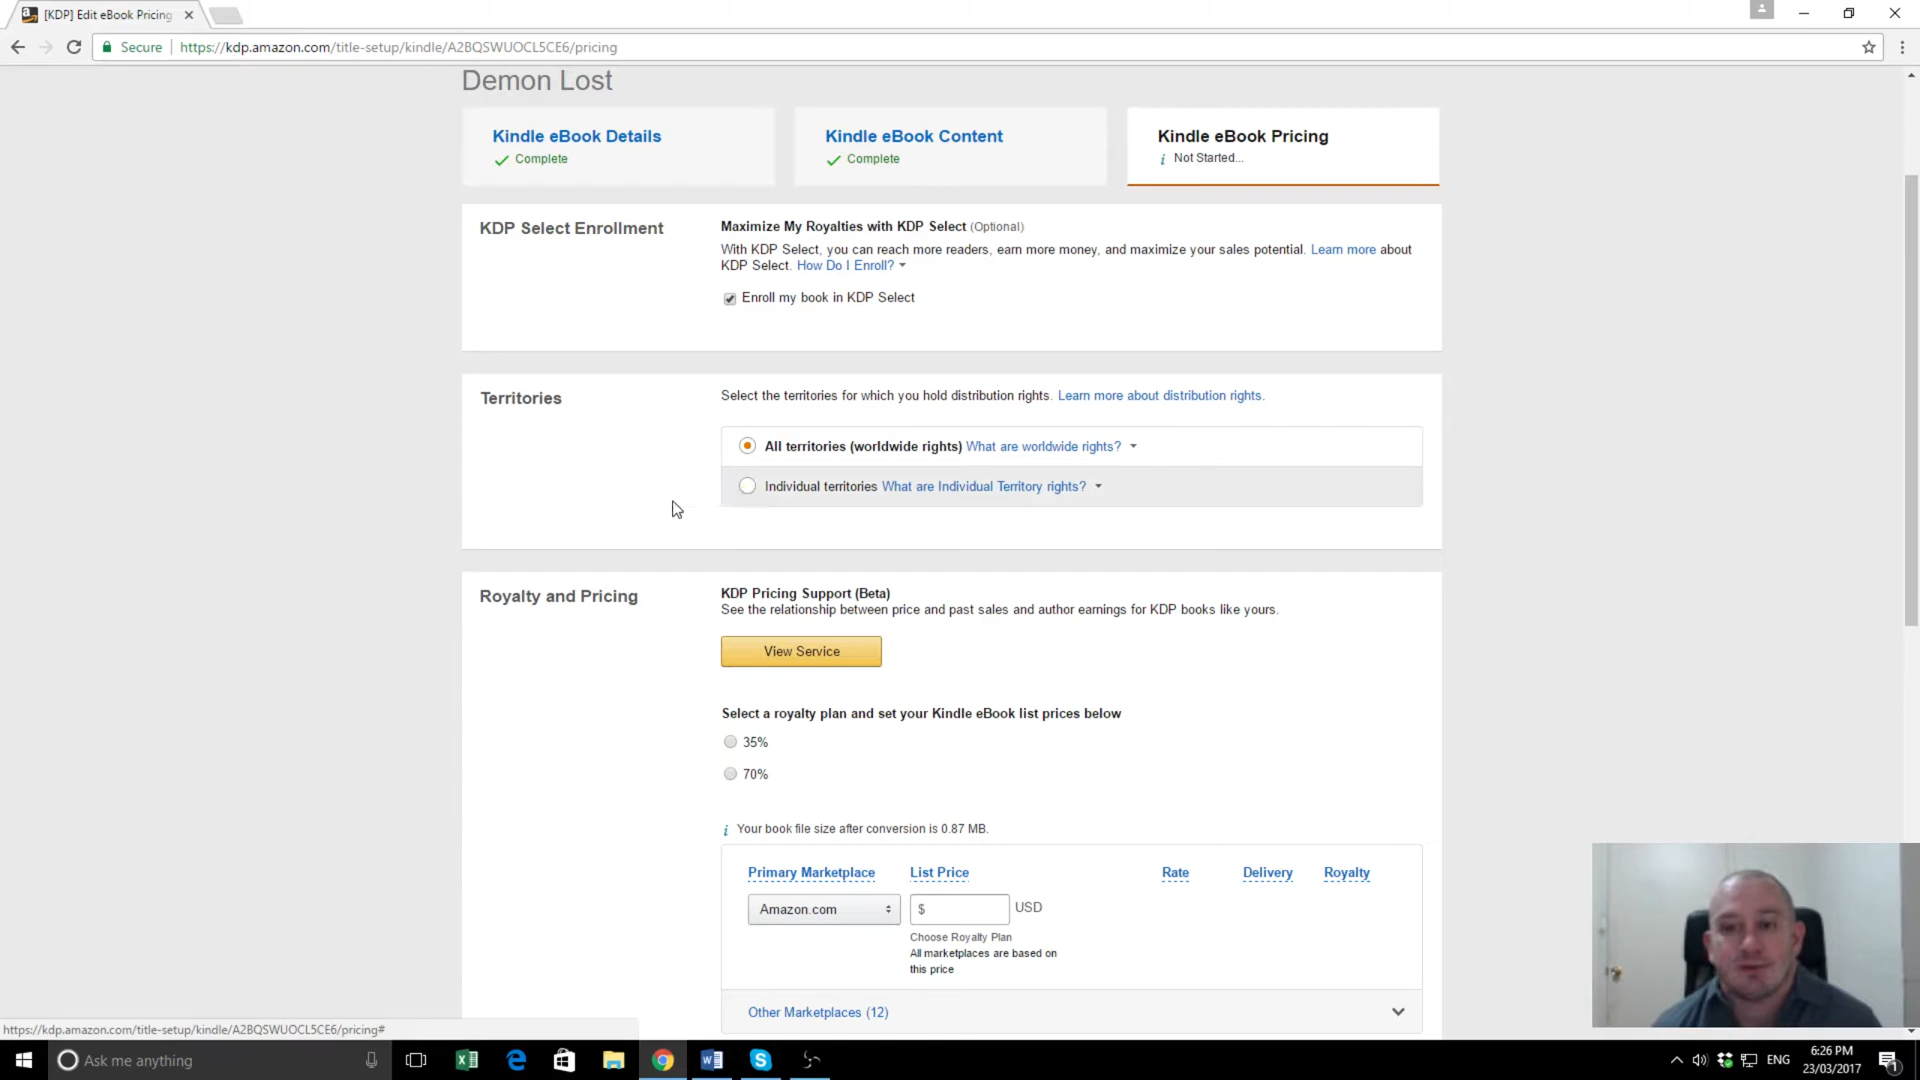 [KDP] Edit eBook Pricing
Secure
https://kdp.amazon.com/title-setup/kindle/A2BQSWUOCL5CE6/pricing
Demon Lost
Kindle eBook Details
Complete
Kindle eBook Content
Complete
Kindle eBook Pricing
i Not Started...
KDP Select Enrollment
Maximize My Royalties with KDP Select (Optional)
With KDP Select, you can reach more readers, earn more money, and maximize your sales potential. Learn more about
KDP Select. How Do I Enroll?
Enroll my book in KDP Select
Territories
Select the territories for which you hold distribution rights. Learn more about distribution rights.
All territories (worldwide rights) What are worldwide rights?
Individual territories What are Individual Territory rights?
Royalty and Pricing
KDP Pricing Support (Beta)
See the relationship between price and past sales and author earnings for KDP books like yours.
View Service
Select a royalty plan and set your Kindle eBook list prices below
35%
70%
i Your book file size after conversion is 0.87 MB.
Primary Marketplace
List Price
Rate
Delivery
Royalty
Amazon.com
$
USD
Choose Royalty Plan
All marketplaces are based on
this price
Other Marketplaces (12)
https://kdp.amazon.com/title-setup/kindle/A2BQSWUOCL5CE6/pricing#
Ask me anything
ENG
6:26 PM
23/03/2017
1